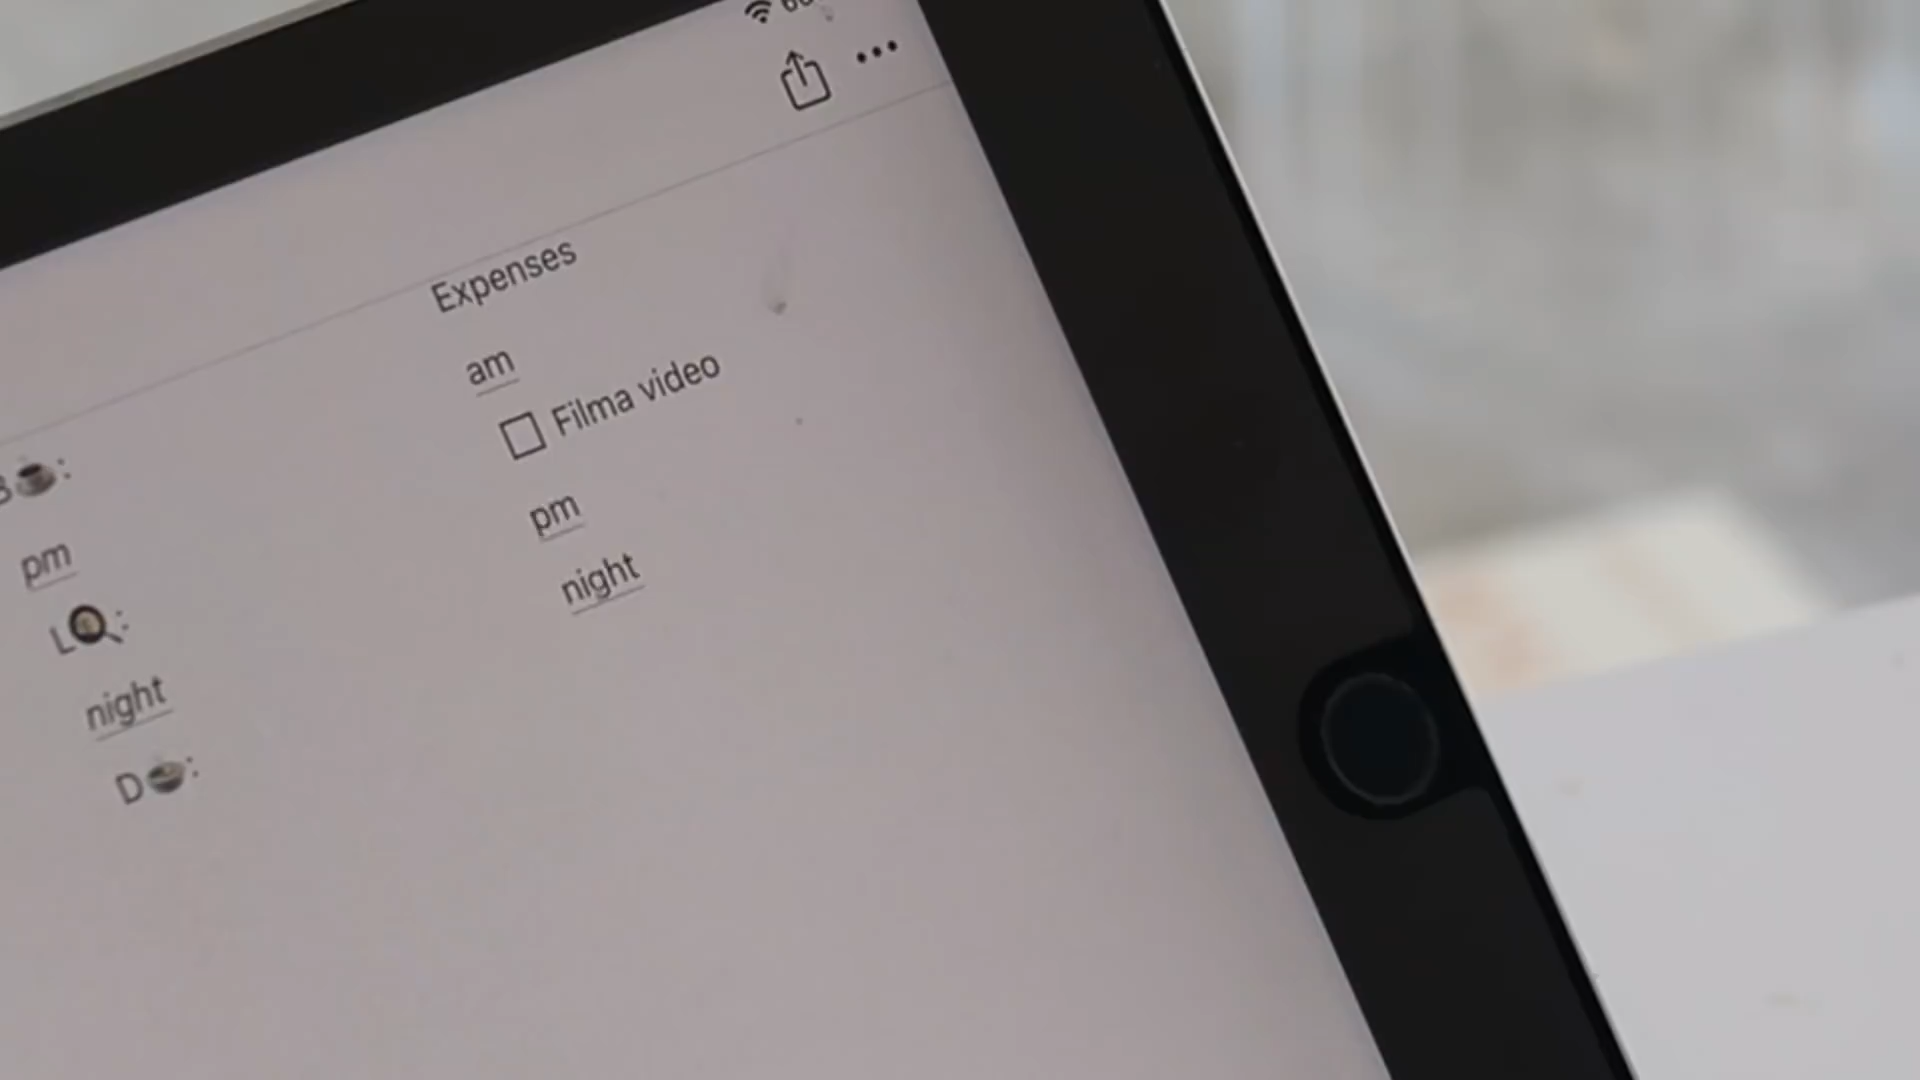 Expenses
am
Filma video
pm
night
B☕:
pm
L🍳:
night
D🍲: